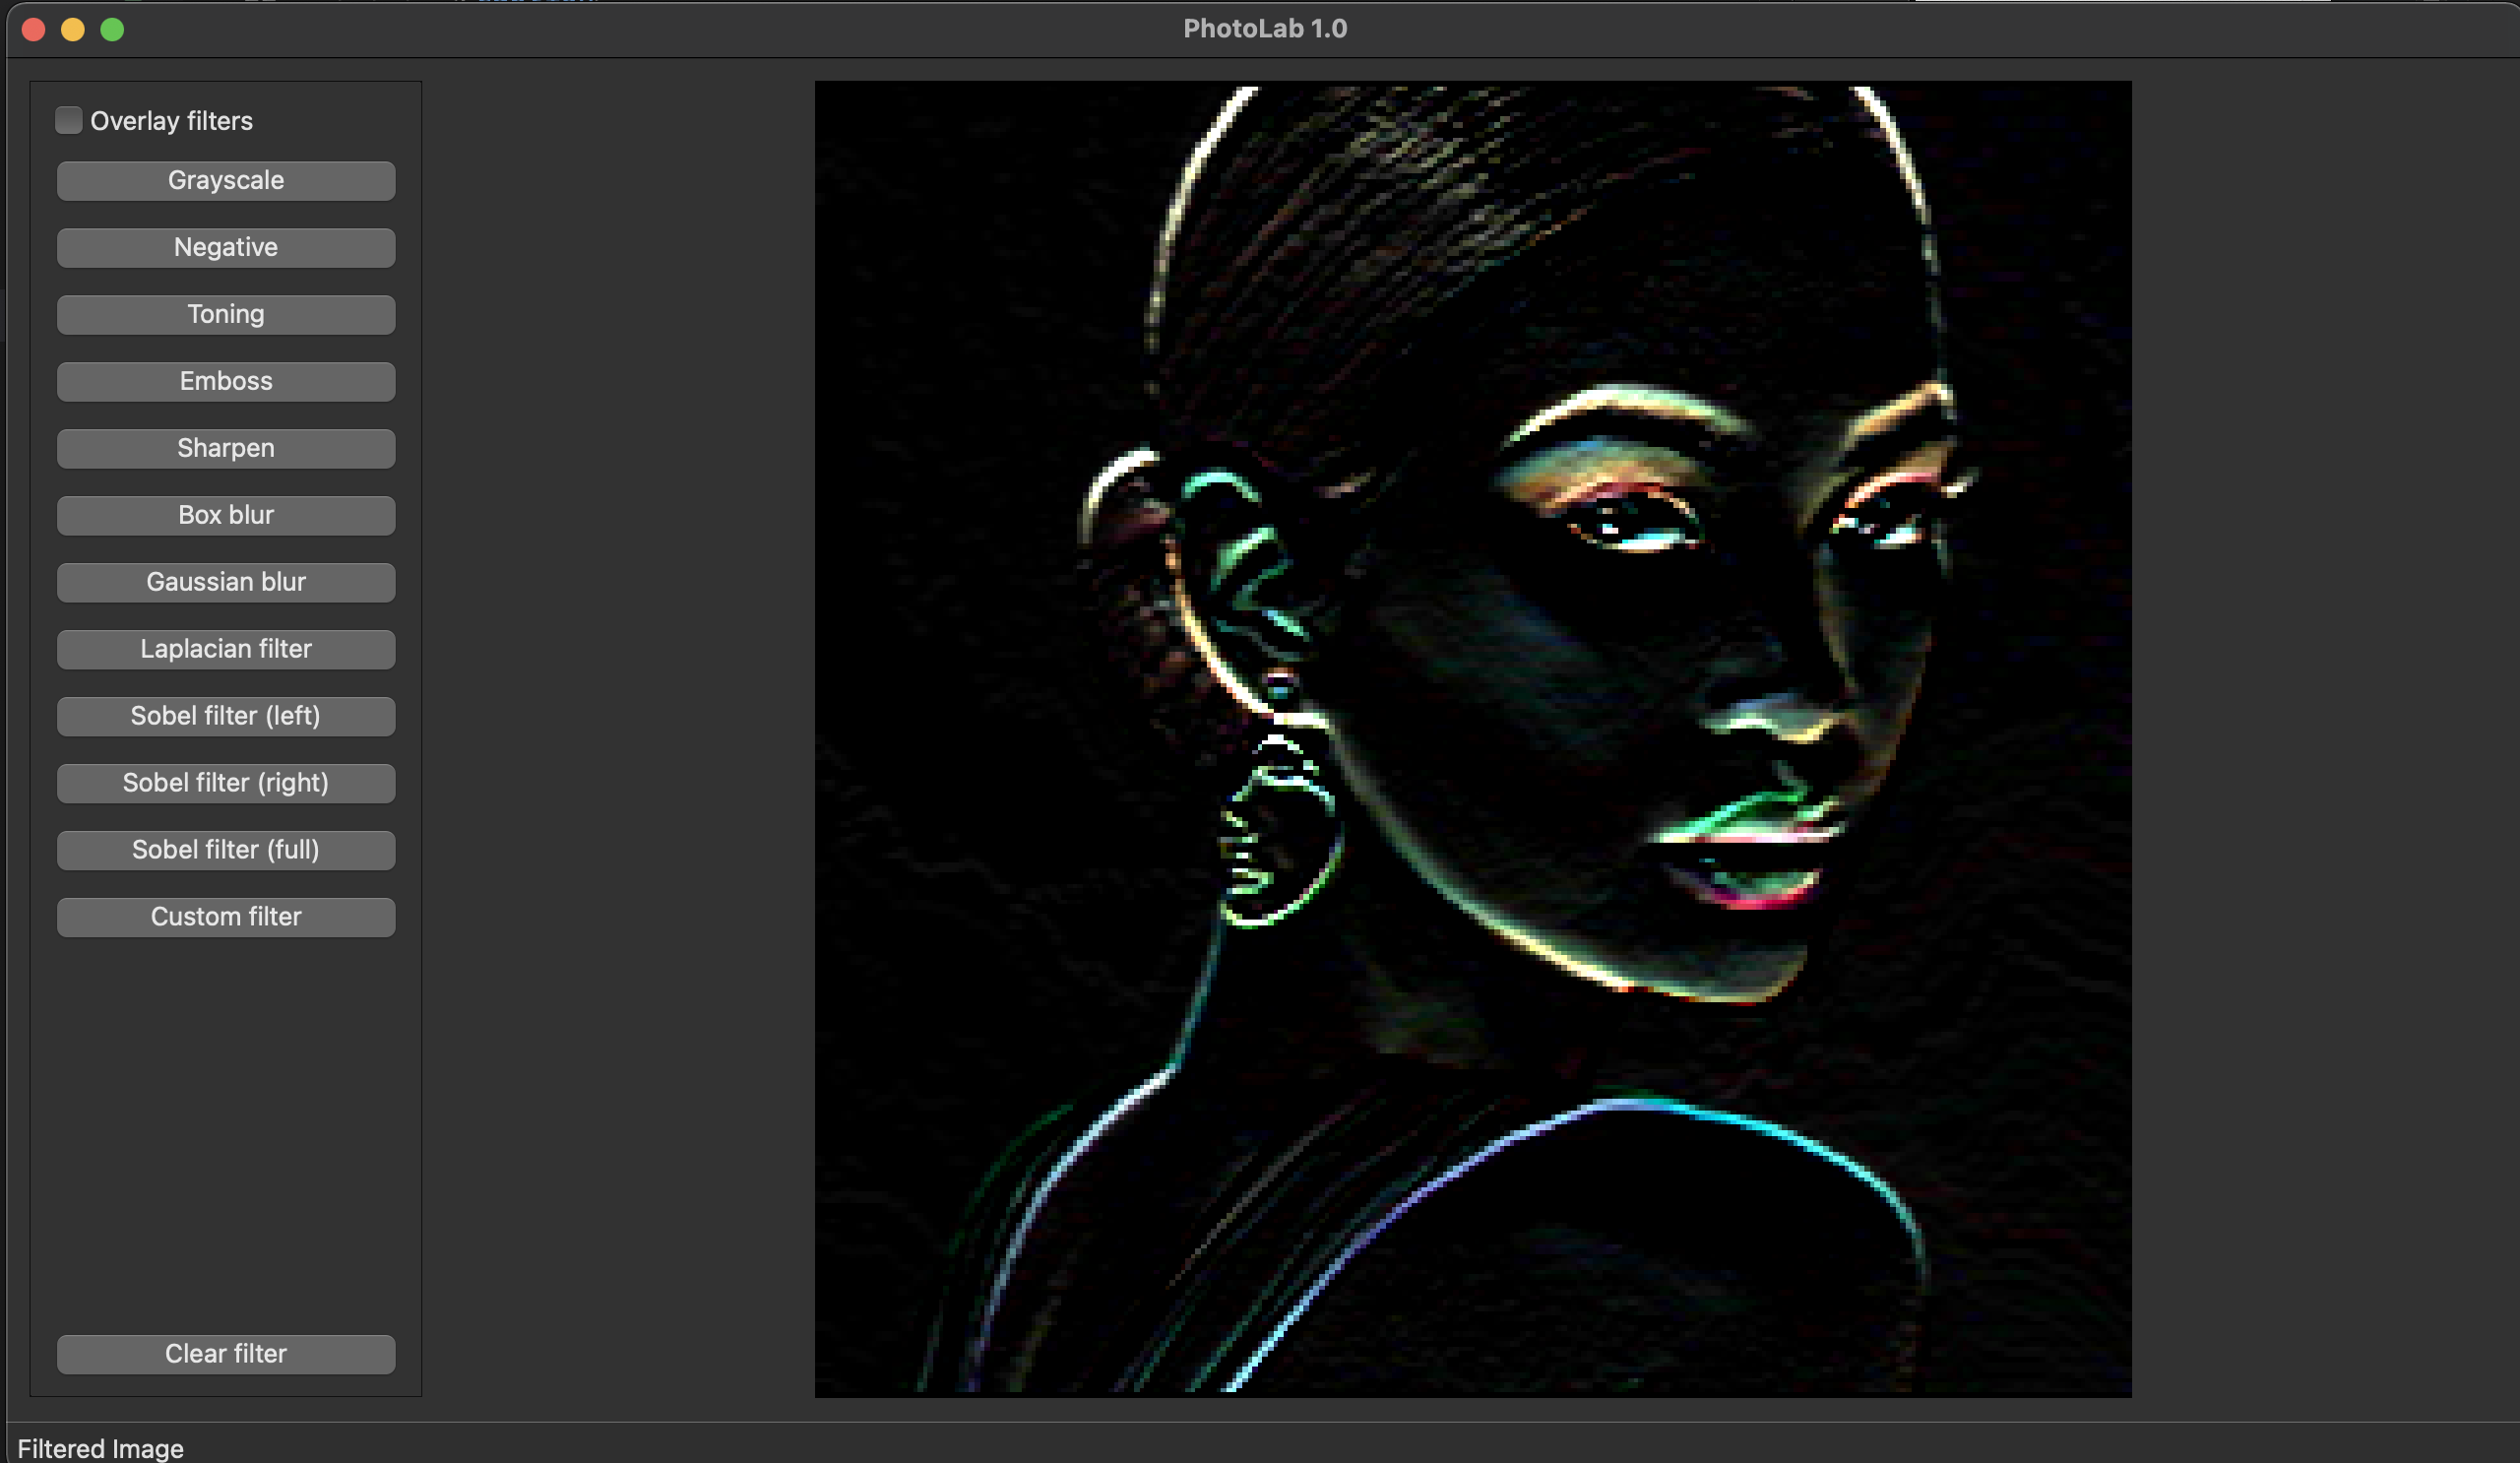 PhotoLab 1.0
Overlay filters
Grayscale
Negative
Toning
Emboss
Sharpen
Box blur
Gaussian blur
Laplacian filter
Sobel filter (left)
Sobel filter (right)
Sobel filter (full)
Custom filter
Clear filter
Filtered Image